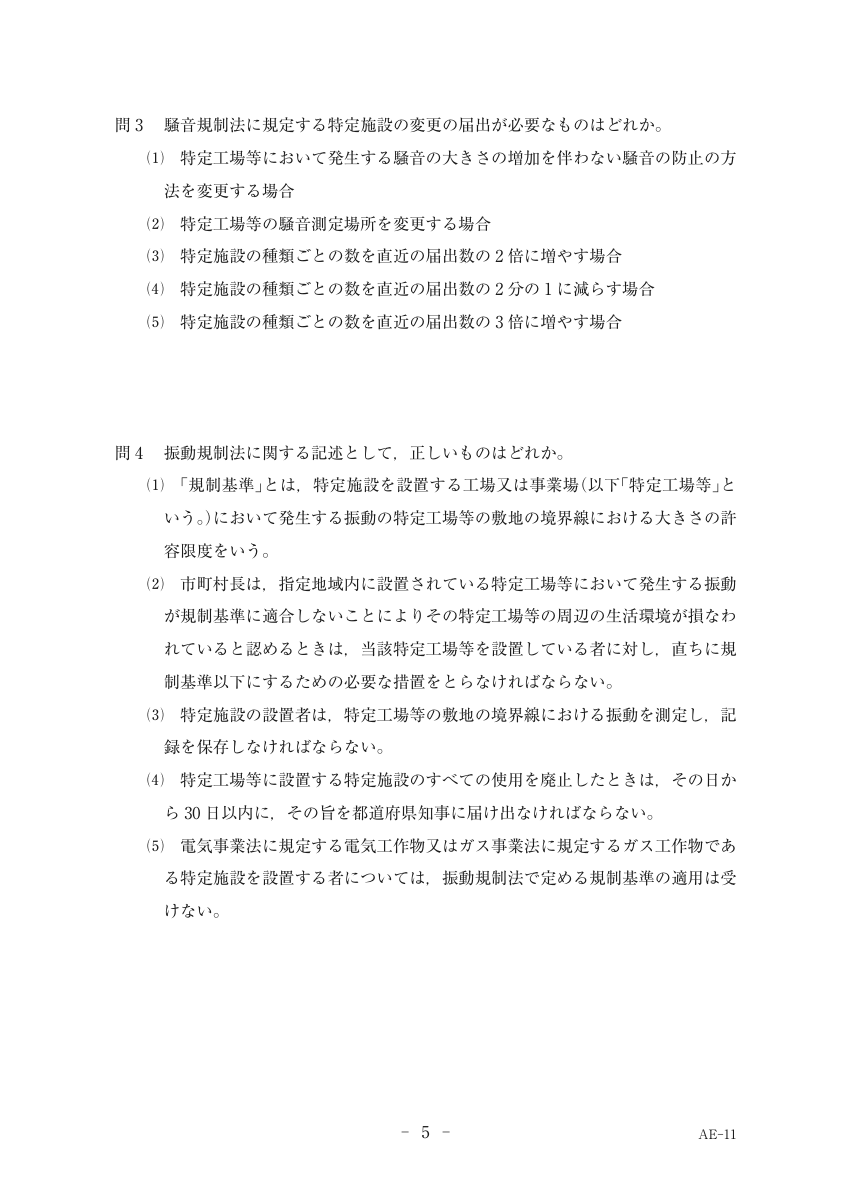 問3　騒音規制法に規定する特定施設の変更の届出が必要なものはどれか。
⑴　特定工場等において発生する騒音の大きさの増加を伴わない騒音の防止の方
法を変更する場合
⑵　特定工場等の騒音測定場所を変更する場合
⑶　特定施設の種類ごとの数を直近の届出数の2倍に増やす場合
⑷　特定施設の種類ごとの数を直近の届出数の2分の1に減らす場合
⑸　特定施設の種類ごとの数を直近の届出数の3倍に増やす場合
問4　振動規制法に関する記述として，正しいものはどれか。
⑴　「規制基準」とは，特定施設を設置する工場又は事業場（以下「特定工場等」と
いう。）において発生する振動の特定工場等の敷地の境界線における大きさの許
容限度をいう。
⑵　市町村長は，指定地域内に設置されている特定工場等において発生する振動
が規制基準に適合しないことによりその特定工場等の周辺の生活環境が損なわ
れていると認めるときは，当該特定工場等を設置している者に対し，直ちに規
制基準以下にするための必要な措置をとらなければならない。
⑶　特定施設の設置者は，特定工場等の敷地の境界線における振動を測定し，記
録を保存しなければならない。
⑷　特定工場等に設置する特定施設のすべての使用を廃止したときは，その日か
ら30日以内に，その旨を都道府県知事に届け出なければならない。
⑸　電気事業法に規定する電気工作物又はガス事業法に規定するガス工作物であ
る特定施設を設置する者については，振動規制法で定める規制基準の適用は受
けない。
- 5 -
AE-11